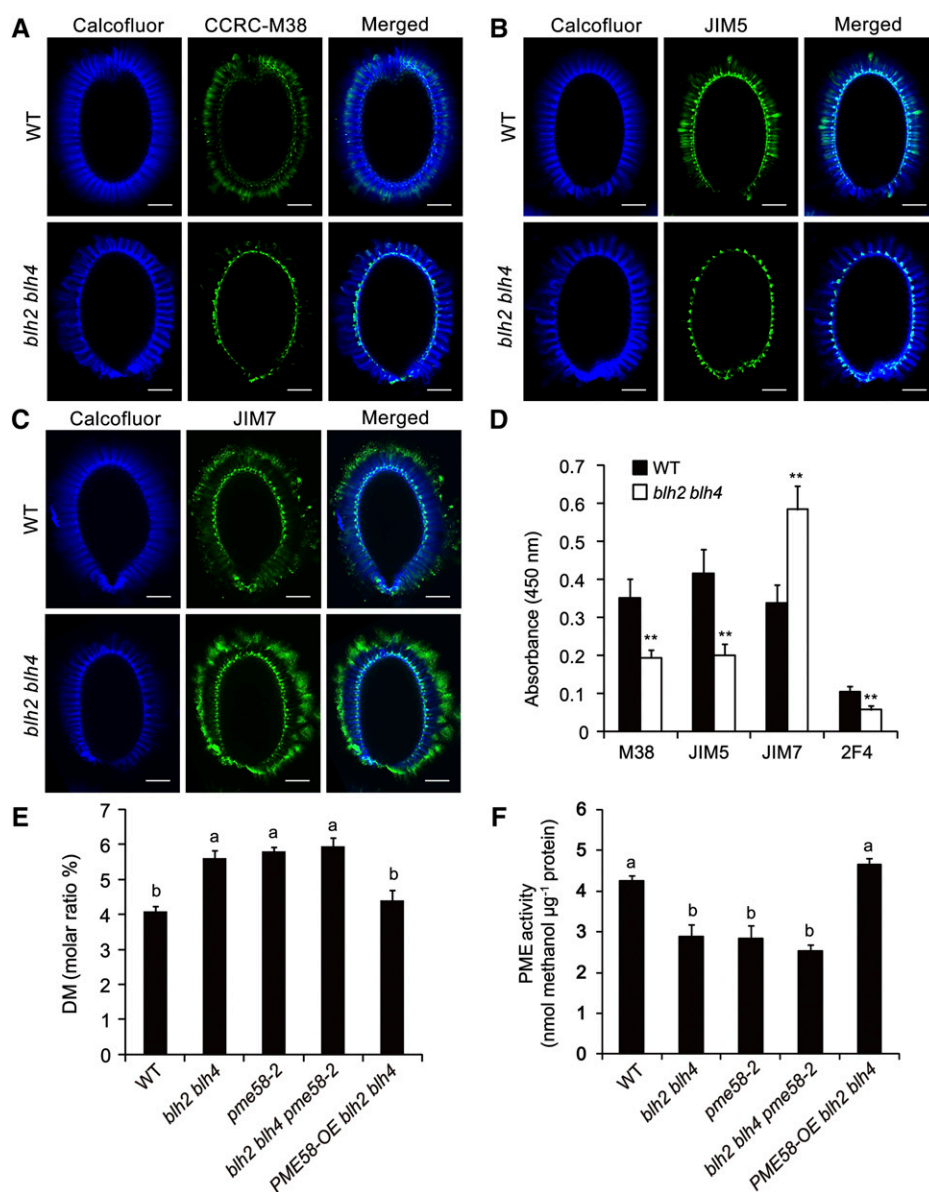 A
Calcofluor
CCRC-M38
Merged
WT
blh2 blh4
B
Calcofluor
JIM5
Merged
WT
blh2 blh4
C
Calcofluor
JIM7
Merged
WT
blh2 blh4
D
0.7
0.6
0.5
0.4
0.3
0.2
0.1
0
Absorbance (450 nm)
WT
blh2 blh4
**
**
**
**
M38
JIM5
JIM7
2F4
E
7
6
5
4
3
2
1
0
DM (molar ratio %)
b
a
a
a
b
WT
blh2 blh4
pme58-2
blh2 blh4 pme58-2
PME58-OE blh2 blh4
F
6
5
4
3
2
1
0
PME activity
(nmol methanol µg⁻¹ protein)
a
b
b
b
a
WT
blh2 blh4
pme58-2
blh2 blh4 pme58-2
PME58-OE blh2 blh4